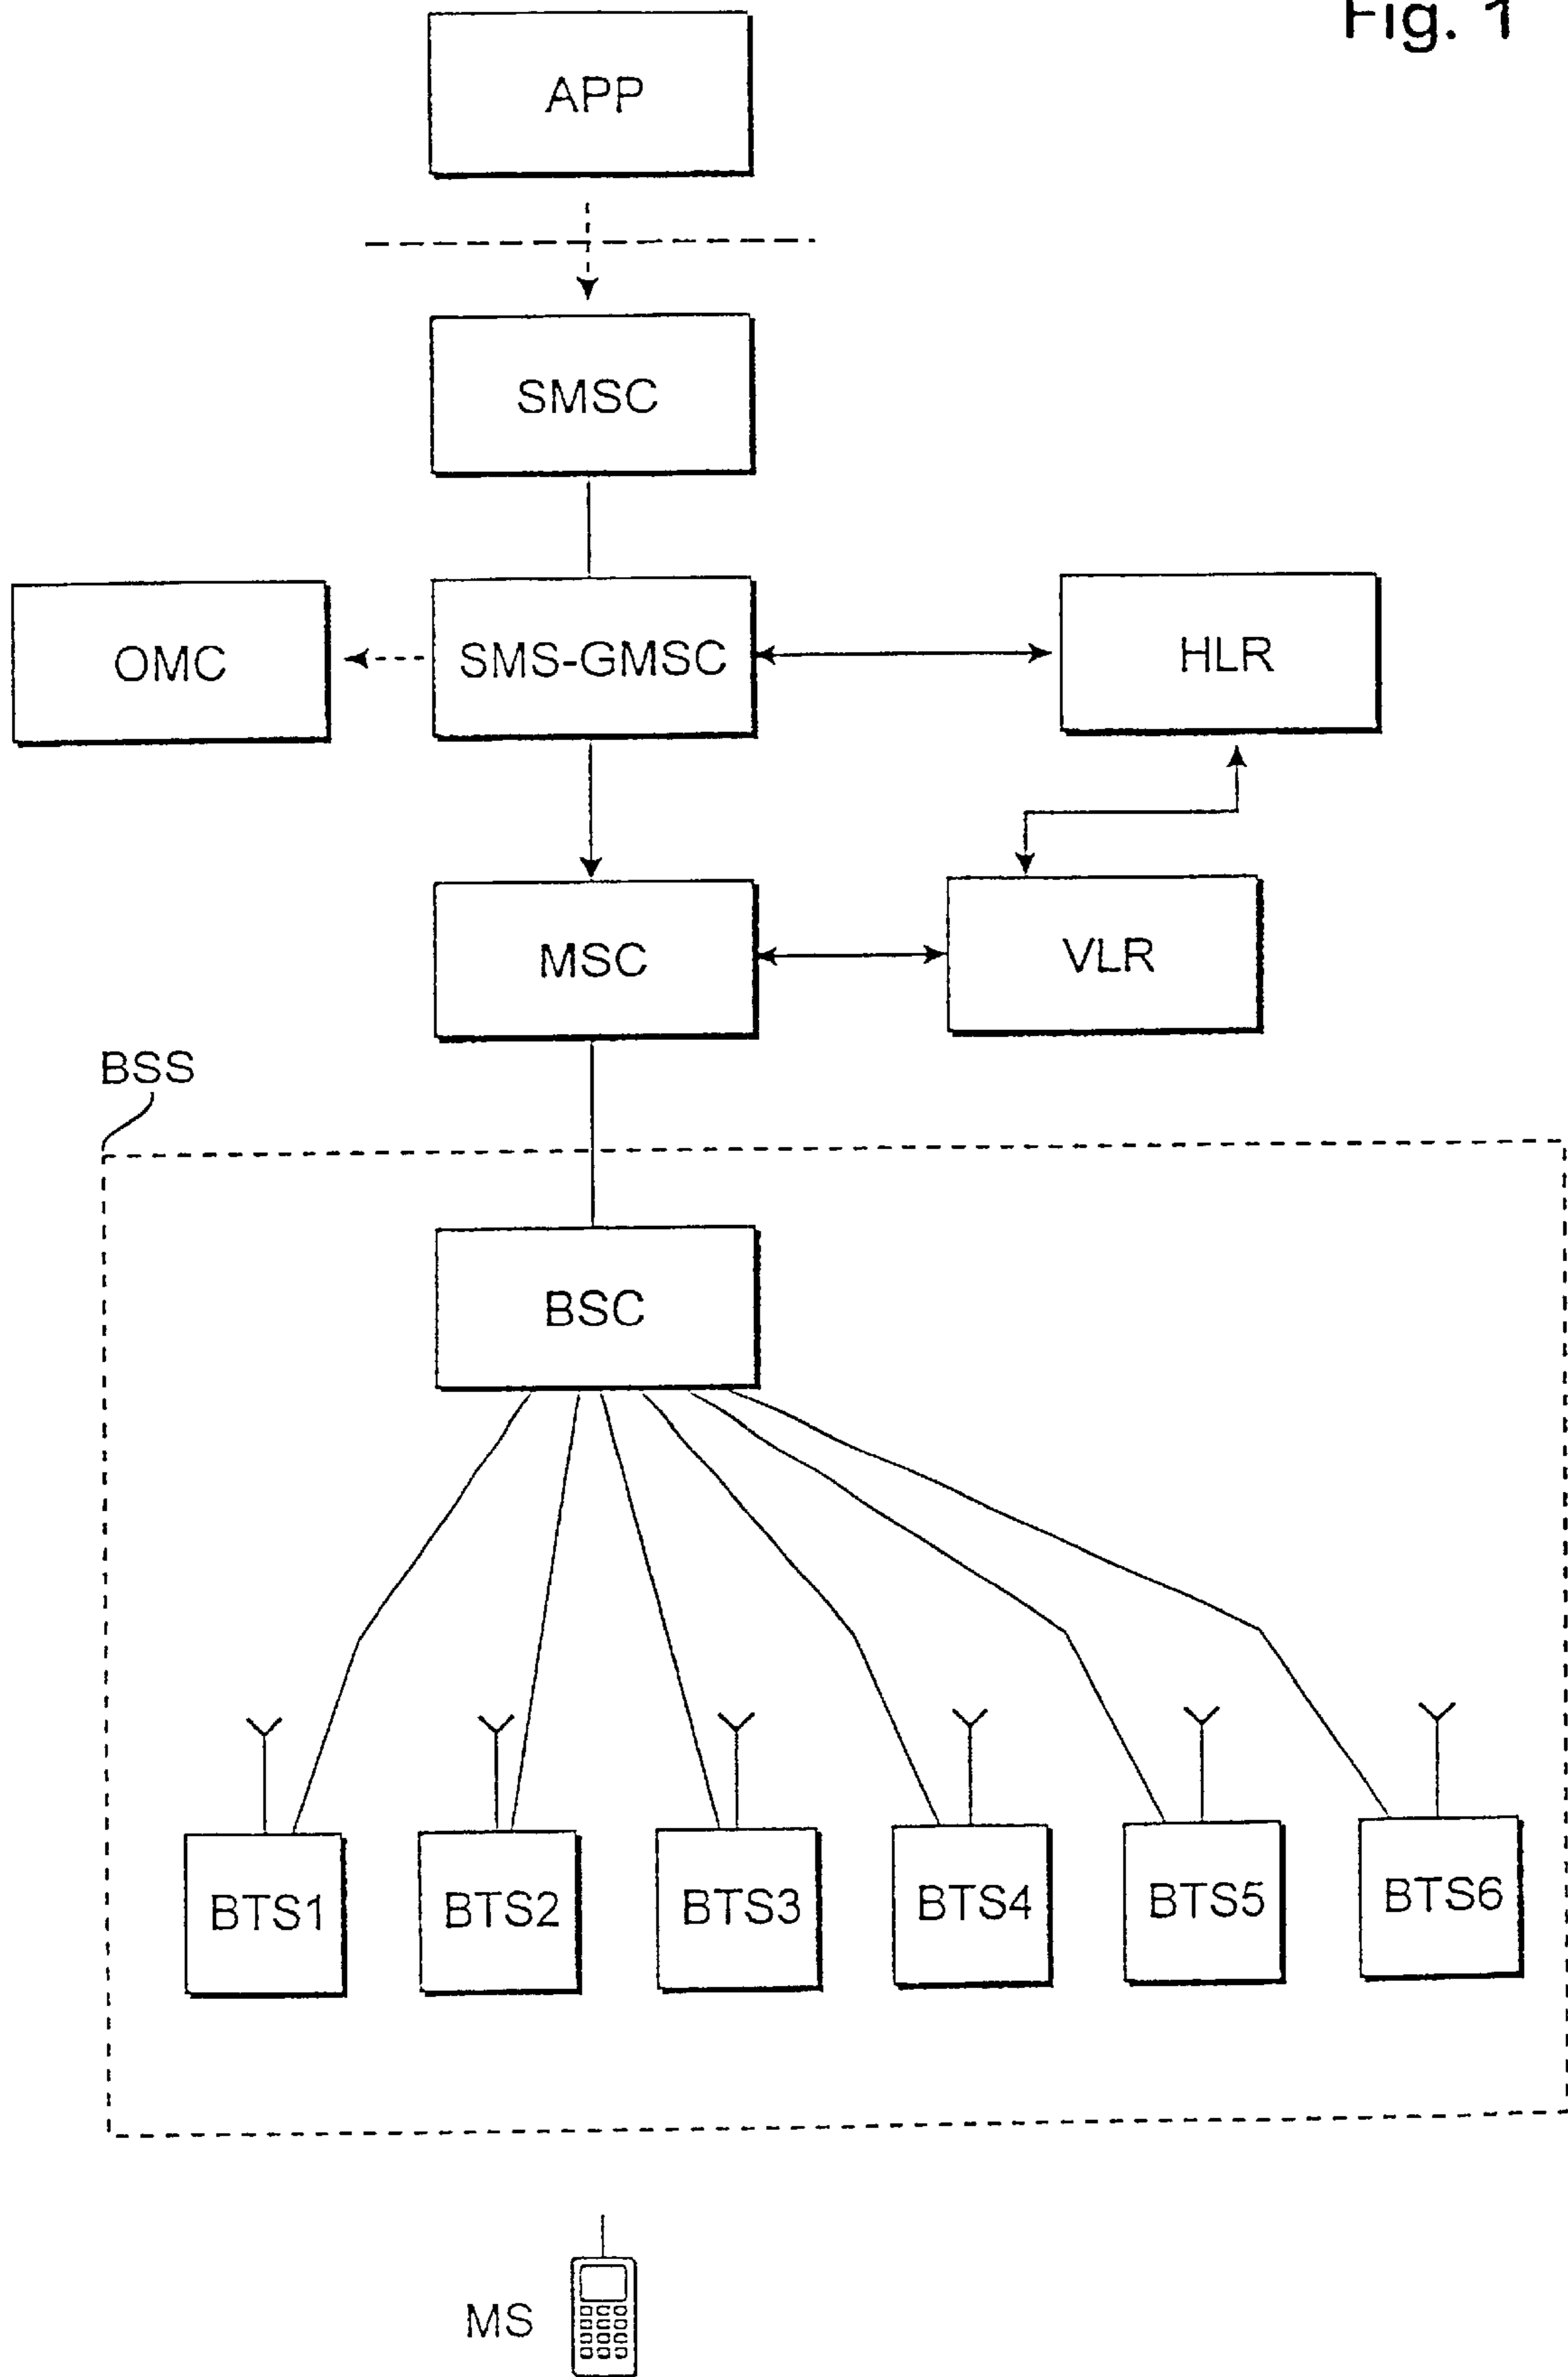 Fig. 1
APP
SMSC
OMC
SMS-GMSC
HLR
MSC
VLR
BSS
BSC
BTS1
BTS2
BTS3
BTS4
BTS5
BTS6
MS